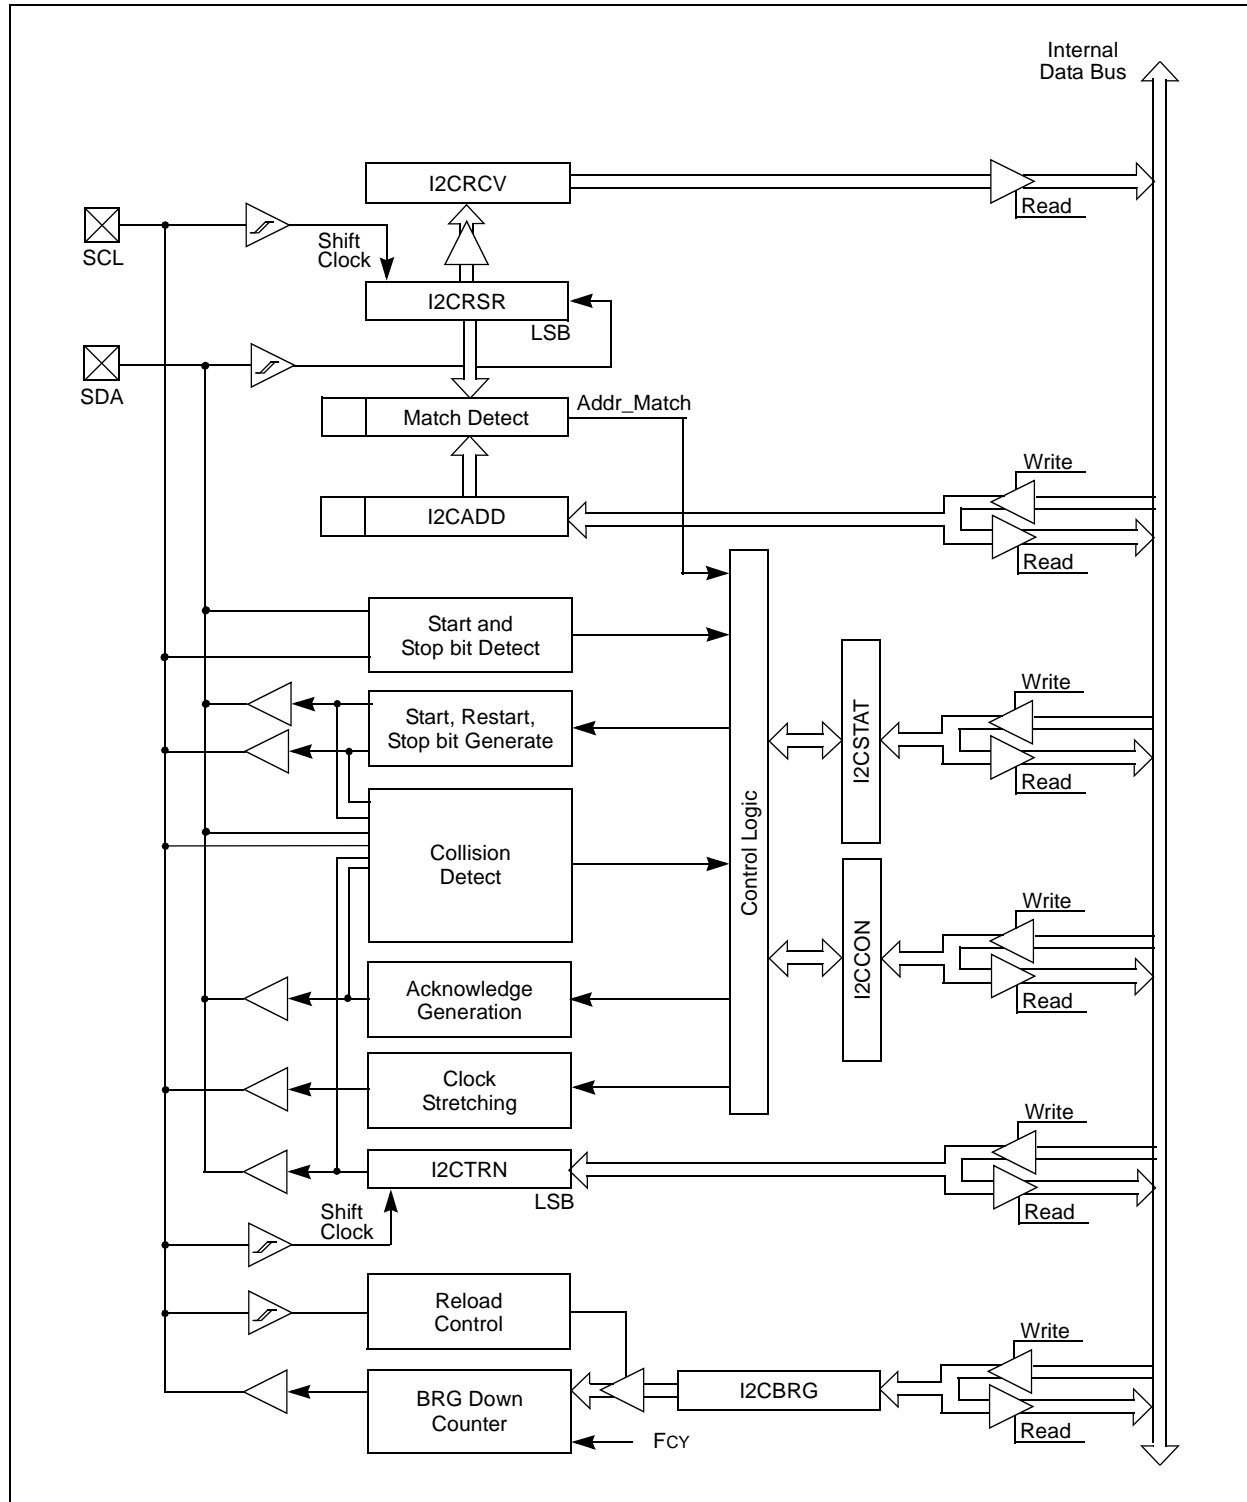 Internal
Data Bus
I2CRCV
Read
SCL
Shift
Clock
I2CRSR
LSB
SDA
Match Detect
Addr_Match
Write
I2CADD
Read
Start and
Stop bit Detect
Start, Restart,
Stop bit Generate
Write
I2CSTAT
Read
Control Logic
Collision
Detect
Write
I2CCON
Read
Acknowledge
Generation
Clock
Stretching
Write
I2CTRN
LSB
Read
Shift
Clock
Reload
Control
Write
I2CBRG
BRG Down
Counter
Read
FCY